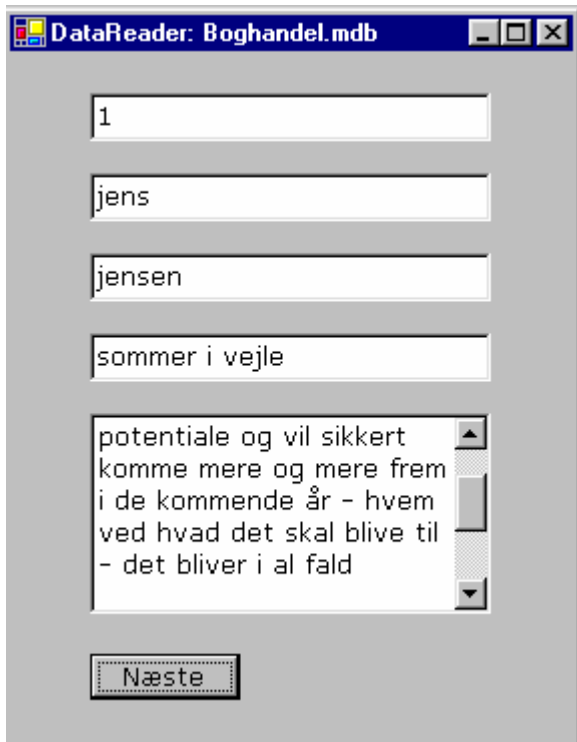 DataReader: Boghandel.mdb
1
jens
jensen
sommer i vejle
potentiale og vil sikkert
komme mere og mere frem
i de kommende år – hvem
ved hvad det skal blive til
– det bliver i al fald
Næste